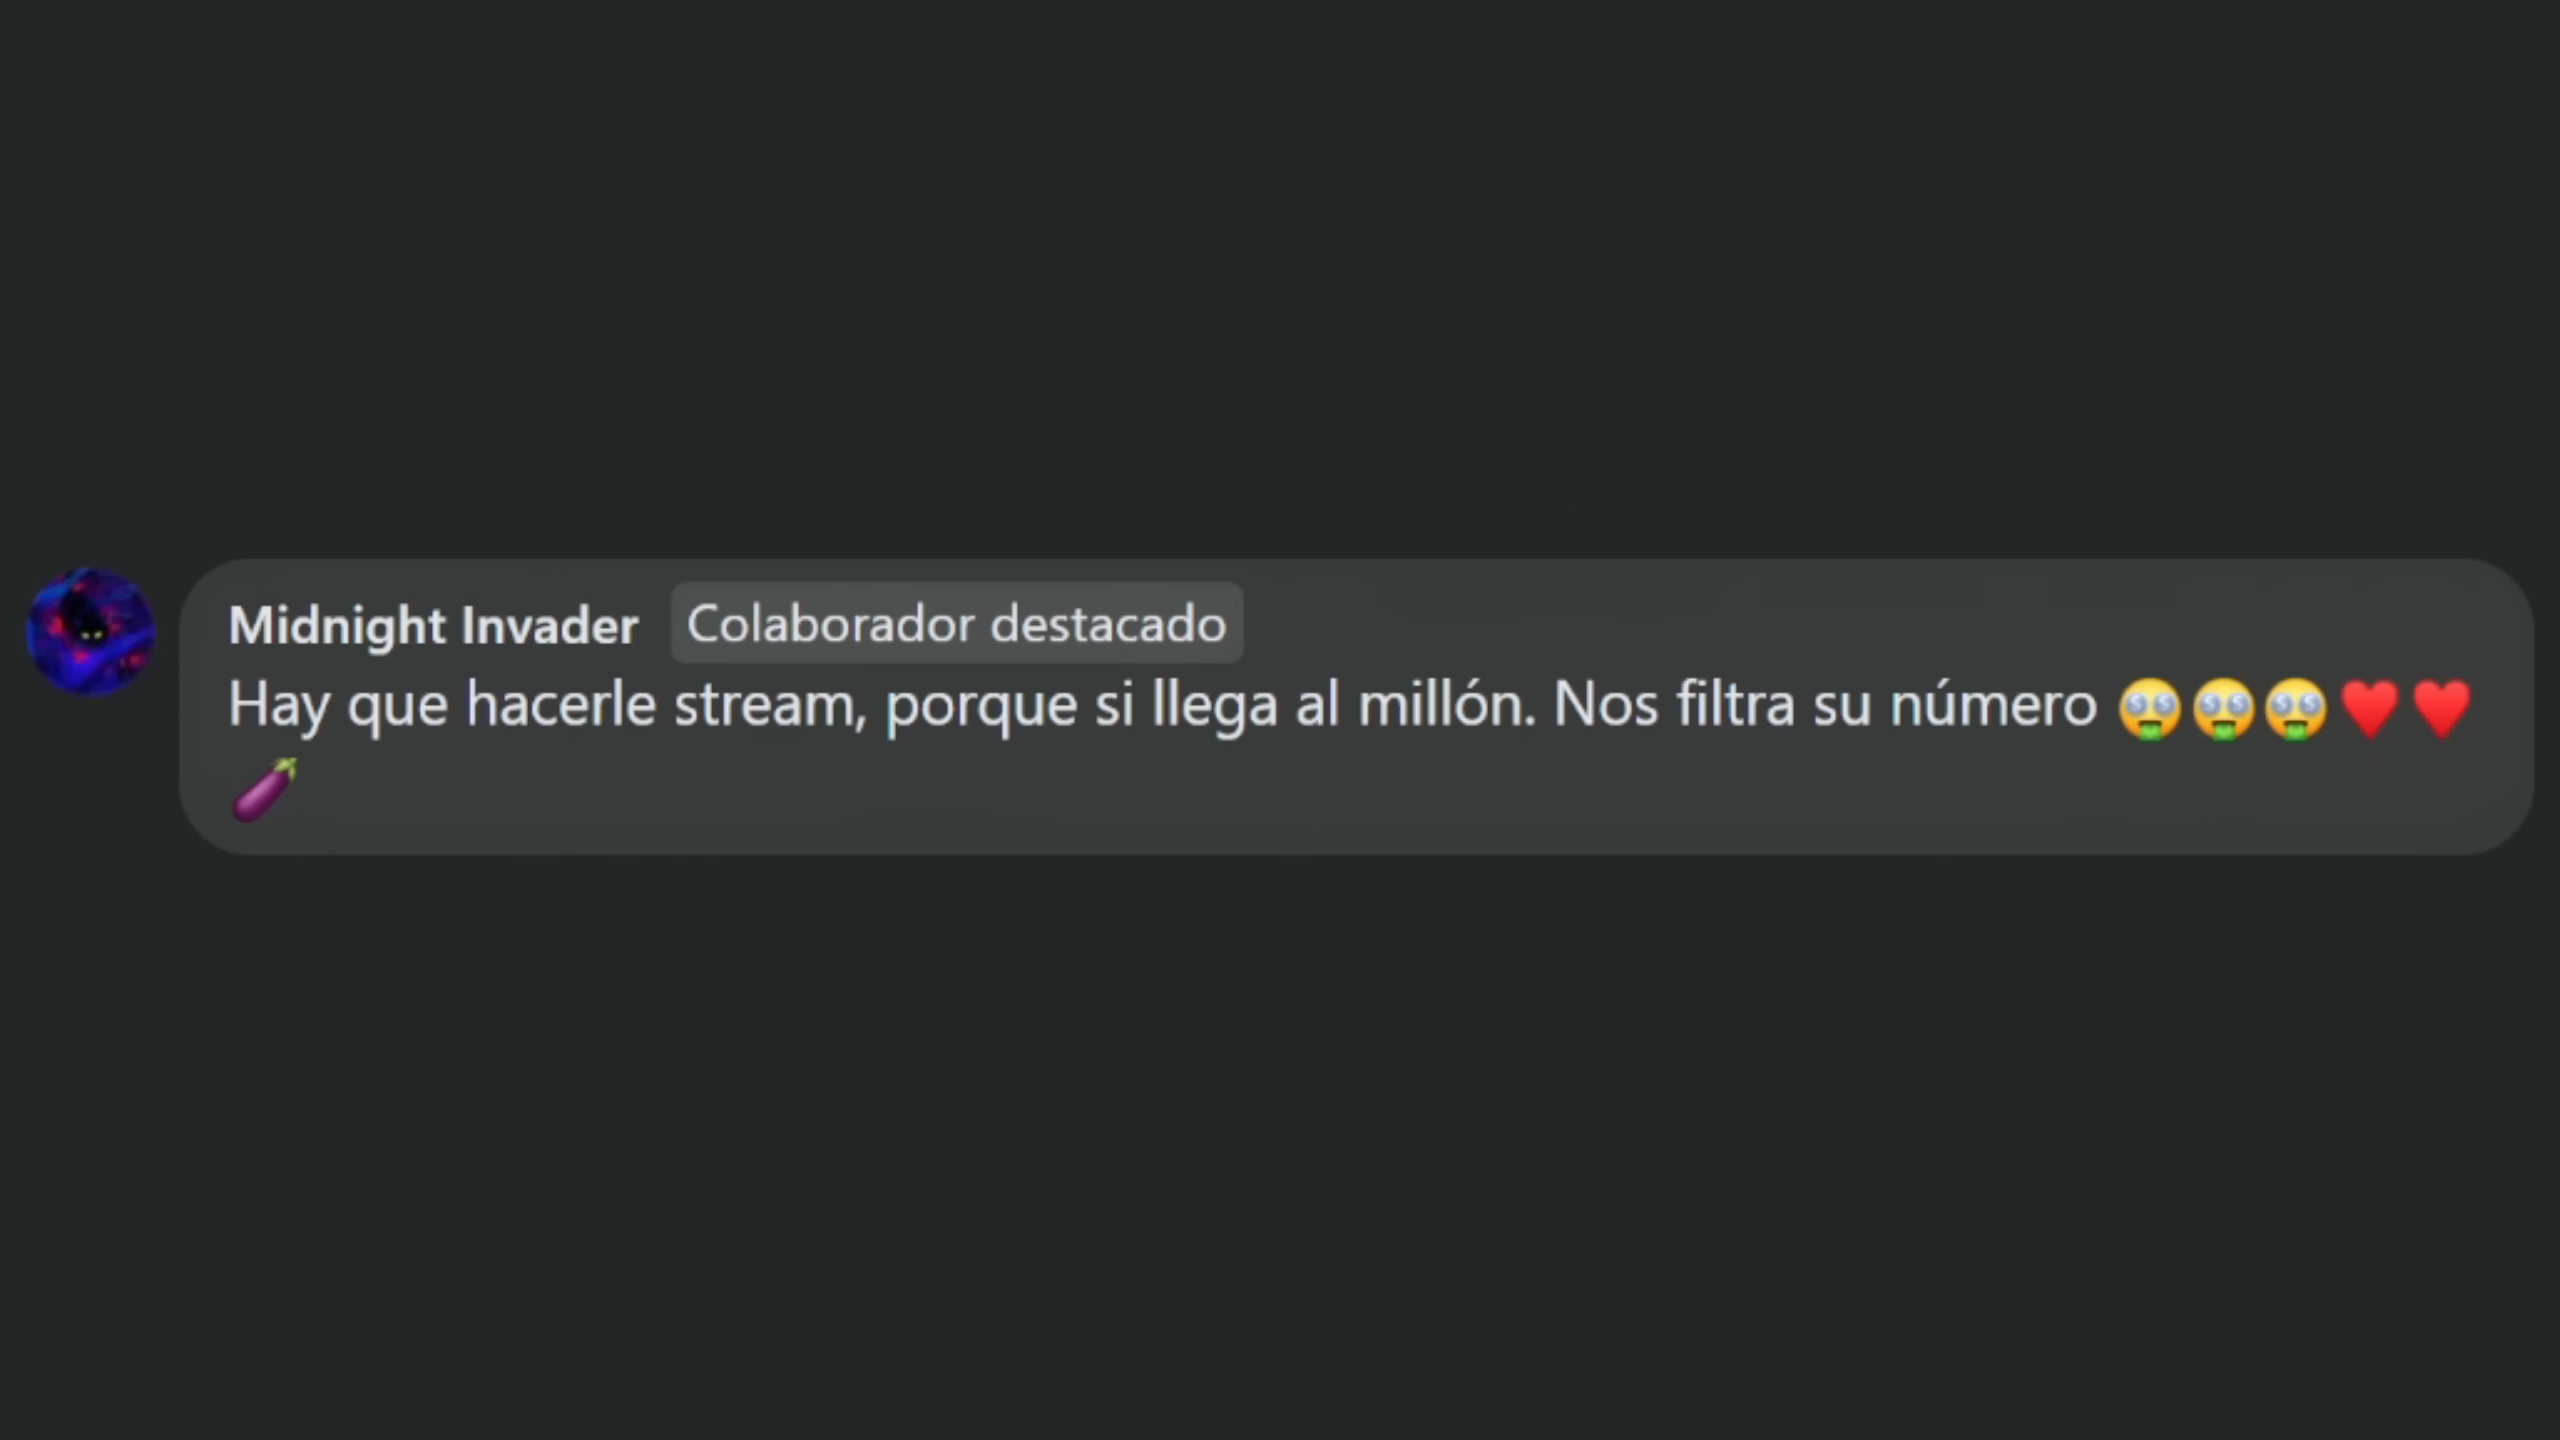 Midnight Invader Colaborador destacado
Hay que hacerle stream, porque si llega al millón. Nos filtra su número 🤑🤑🤑♥️♥️
🍆